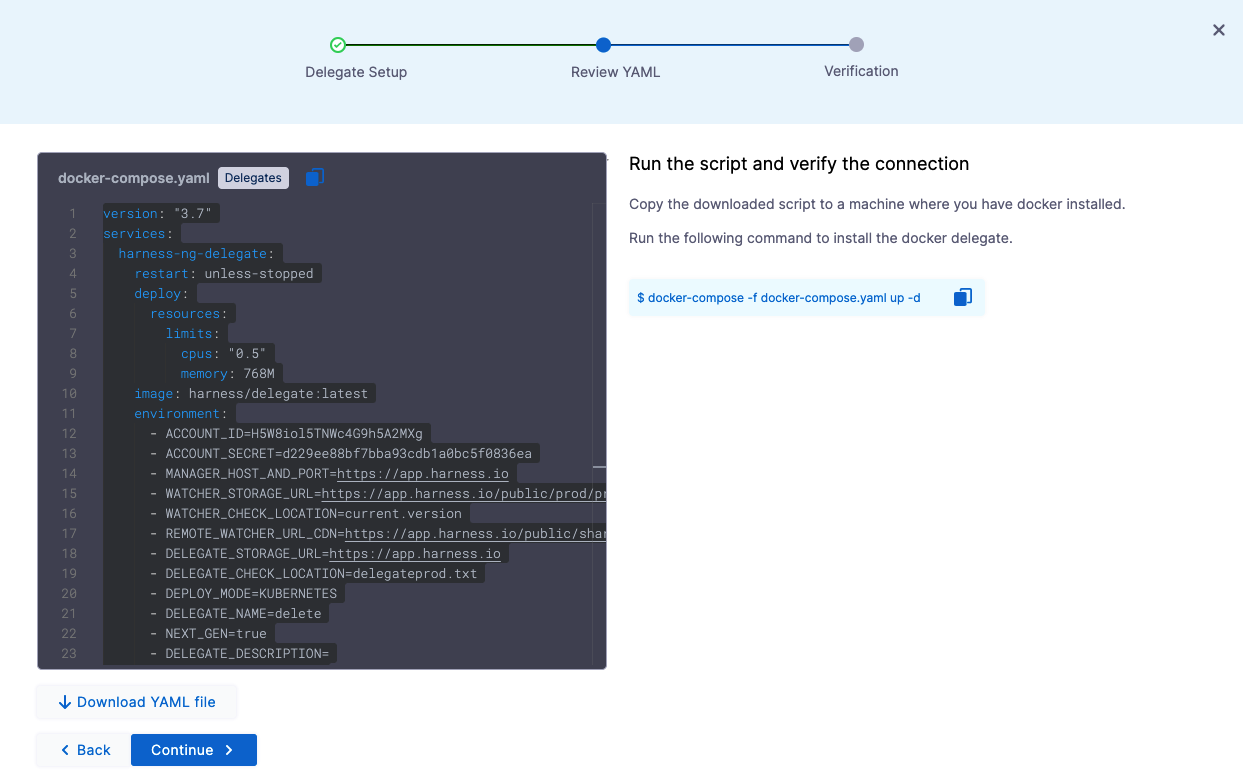 Delegate Setup
Review YAML
Verification
docker-compose.yaml Delegates
1 version: "3.7"
2 services:
3 harness-ng-delegate:
4 restart: unless-stopped
5 deploy:
6 resources:
7 limits:
8 cpus: "0.5"
9 memory: 768M
10 image: harness/delegate:latest
11 environment:
12 - ACCOUNT_ID=H5W8iol5TNWc4G9h5A2MXg
13 - ACCOUNT_SECRET=d229ee88bf7bba93cdb1a0bc5f0836ea
14 - MANAGER_HOST_AND_PORT=https://app.harness.io
15 - WATCHER_STORAGE_URL=https://app.harness.io/public/prod/pr
16 - WATCHER_CHECK_LOCATION=current.version
17 - REMOTE_WATCHER_URL_CDN=https://app.harness.io/public/shar
18 - DELEGATE_STORAGE_URL=https://app.harness.io
19 - DELEGATE_CHECK_LOCATION=delegateprod.txt
20 - DEPLOY_MODE=KUBERNETES
21 - DELEGATE_NAME=delete
22 - NEXT_GEN=true
23 - DELEGATE_DESCRIPTION=
Download YAML file
Back
Continue
Run the script and verify the connection
Copy the downloaded script to a machine where you have docker installed.
Run the following command to install the docker delegate.
$ docker-compose -f docker-compose.yaml up -d